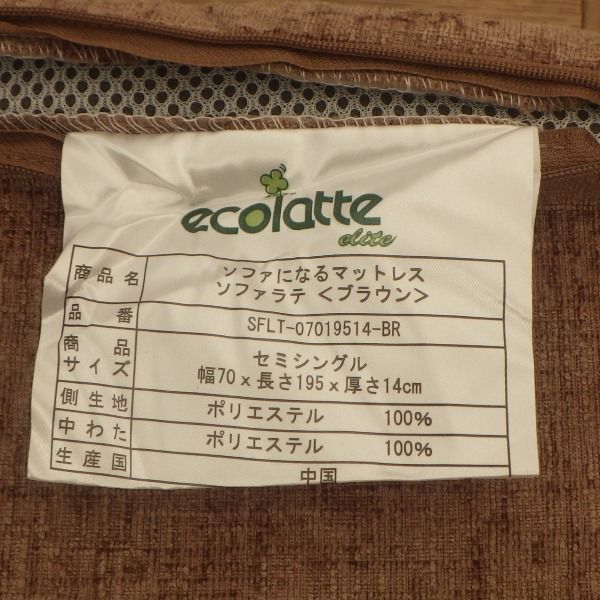 ecolatte
elite
商品名 ソファになるマットレス
ソファラテ <ブラウン>
品番 SFLT-07019514-BR
商品サイズ セミシングル
幅70x長さ195x厚さ14cm
側生地 ポリエステル 100%
中わた ポリエステル 100%
生産国 中国